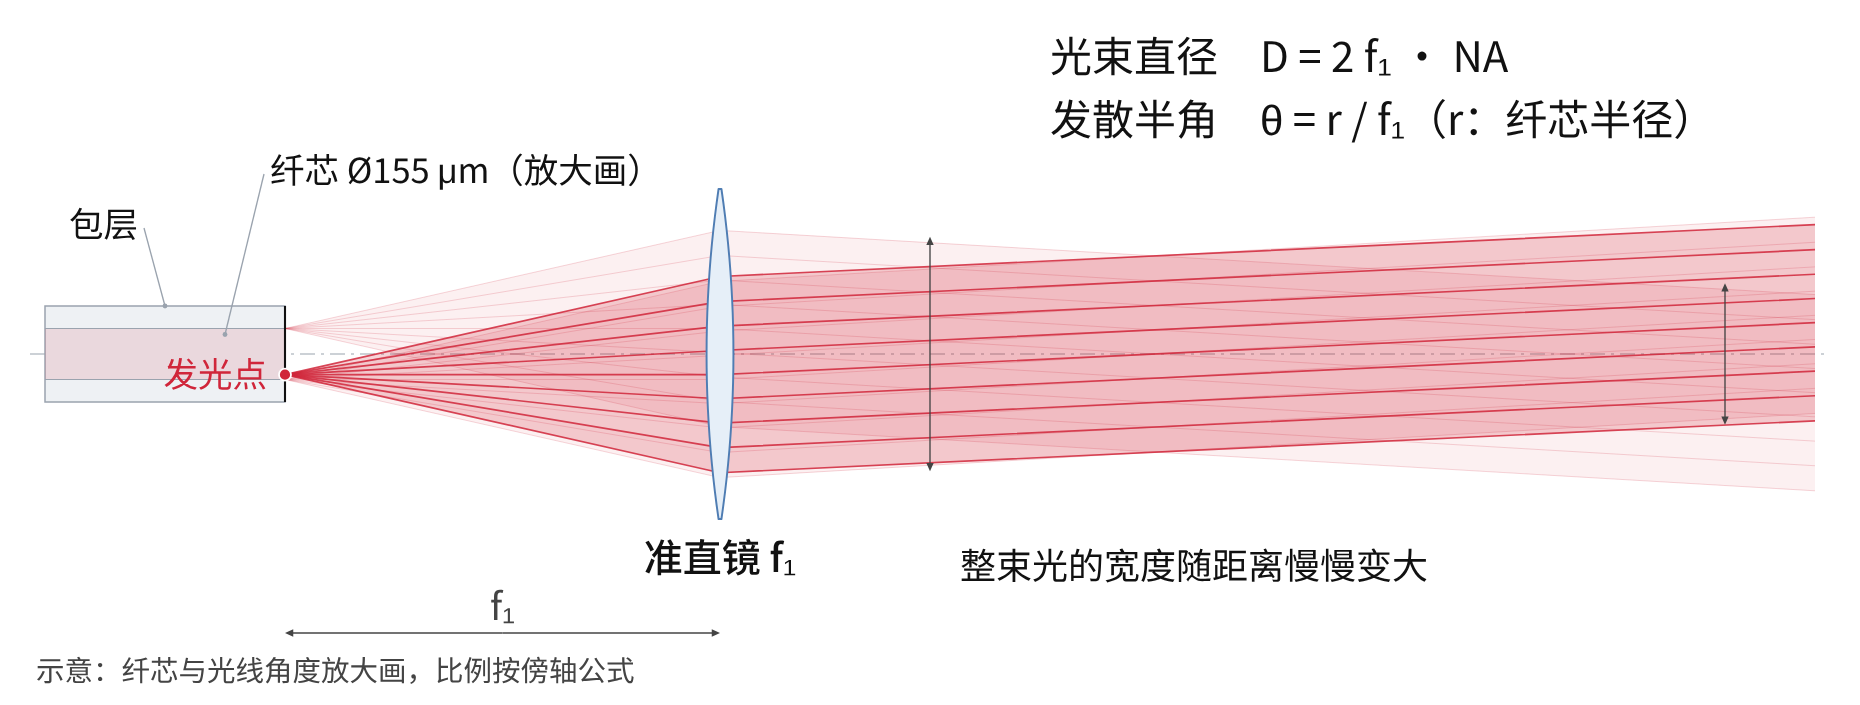 光束直径 D = 2 f₁ · NA
发散半角 θ = r / f₁（r：纤芯半径）
纤芯 Ø155 µm（放大画）
包层
发光点
准直镜 f₁
整束光的宽度随距离慢慢变大
f₁
示意：纤芯与光线角度放大画，比例按傍轴公式